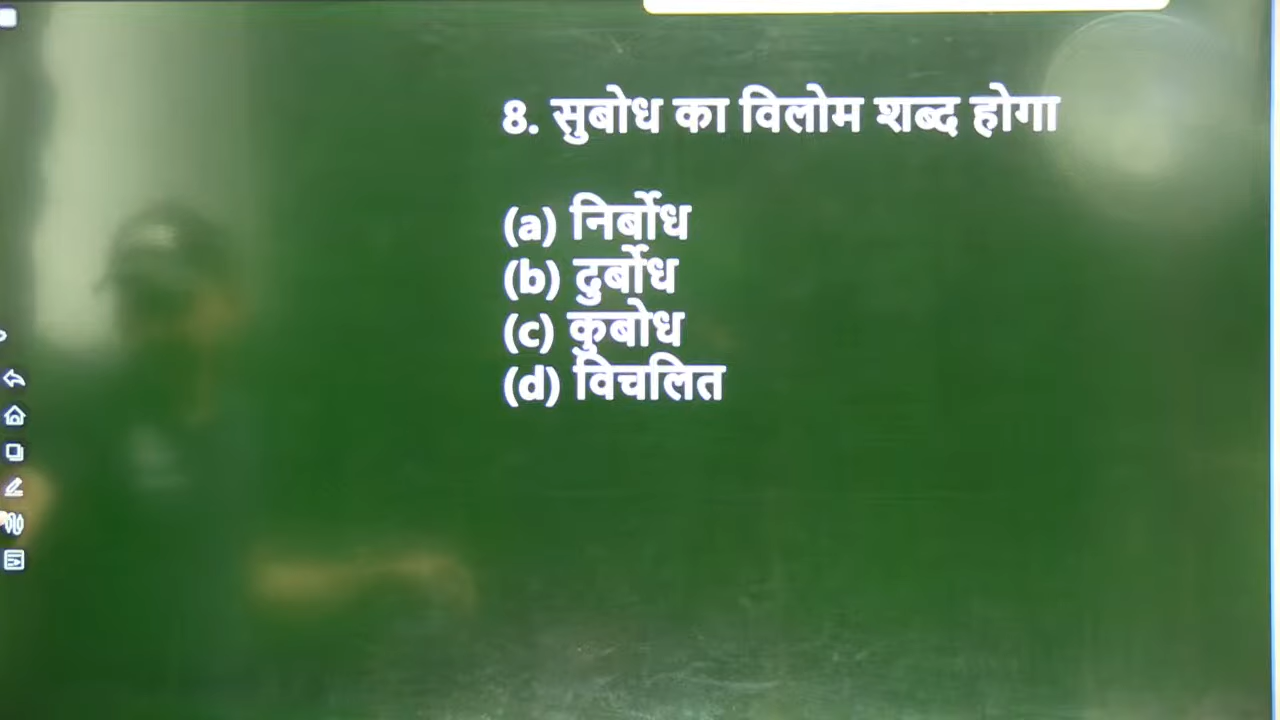 8. सुबोध का विलोम शब्द होगा
(a) निर्बोध
(b) दुर्बोध
(c) कुबोध
(d) विचलित